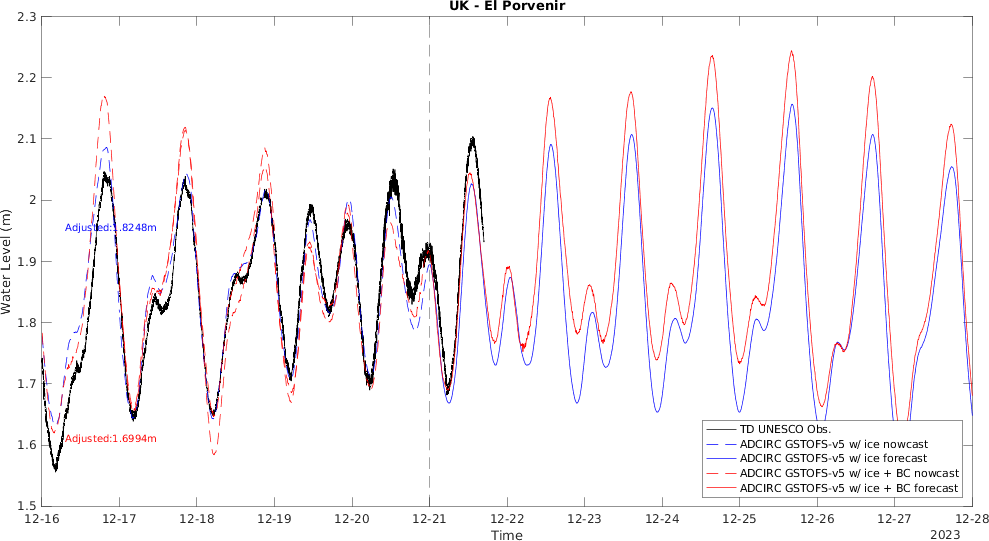 UK - El Porvenir
2.3
2.2
2.1
2
1.9
1.8
1.7
1.6
1.5
Water Level (m)
Adjusted:1.8248m
Adjusted:1.6994m
TD UNESCO Obs.
ADCIRC GSTOFS-v5 w/ ice nowcast
ADCIRC GSTOFS-v5 w/ ice forecast
ADCIRC GSTOFS-v5 w/ ice + BC nowcast
ADCIRC GSTOFS-v5 w/ ice + BC forecast
12-16 12-17 12-18 12-19 12-20 12-21 12-22 12-23 12-24 12-25 12-26 12-27 12-28
Time
2023